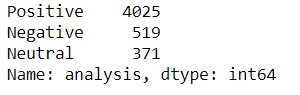 Positive    4025
Negative     519
Neutral      371
Name: analysis, dtype: int64